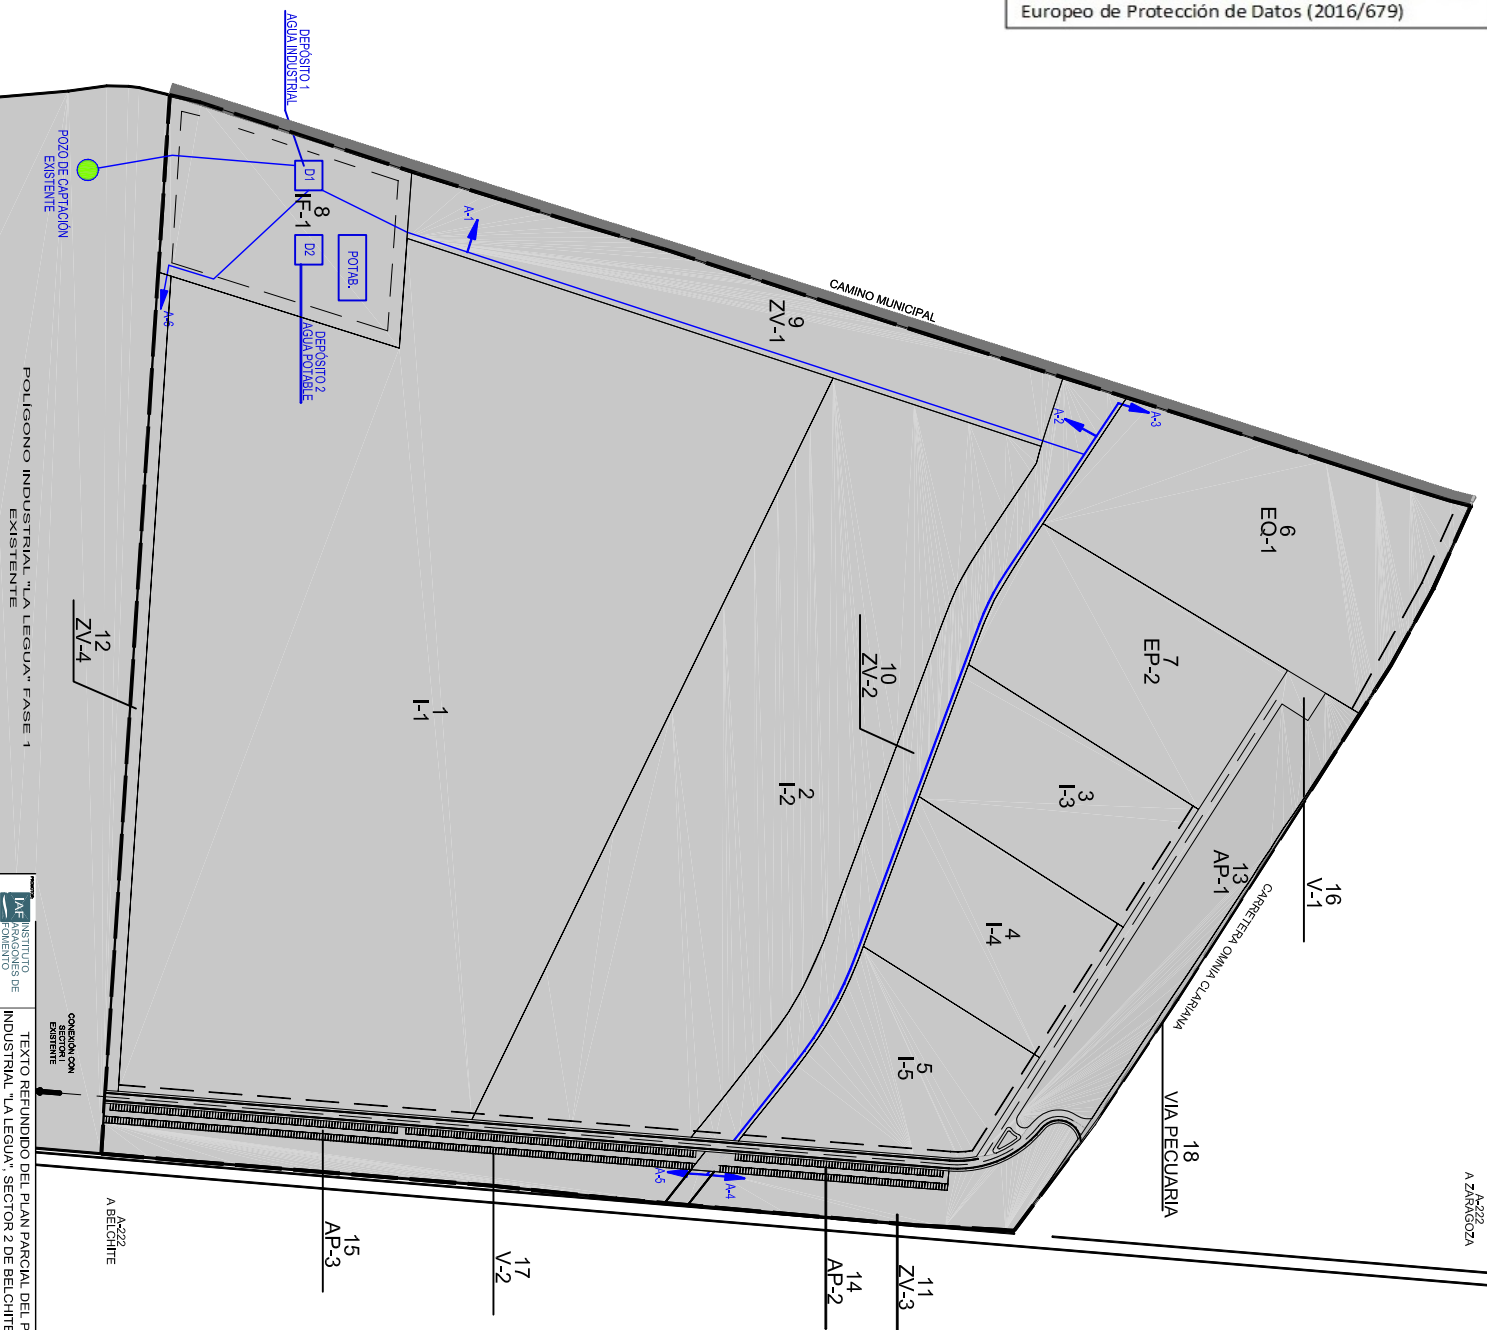 Europeo de Protección de Datos (2016/679)
DEPÓSITO 1
AGUA INDUSTRIAL
POZO DE CAPTACIÓN
EXISTENTE
D1
8
IF-1
D2
POTAB.
DEPÓSITO 2
AGUA POTABLE
A-1
A-6
CAMINO MUNICIPAL
9
ZV-1
A-2
A-3
6
EQ-1
7
EP-2
10
ZV-2
12
ZV-4
1
I-1
2
I-2
3
I-3
4
I-4
5
I-5
13
AP-1
16
V-1
CARRETERA OMNIA CLARIANA
18
VIA PECUARIA
A-222
A ZARAGOZA
POLÍGONO INDUSTRIAL "LA LEGUA" FASE 1
EXISTENTE
CONEXIÓN CON
SECTOR I
EXISTENTE
A-5
A-4
A-222
A BELCHITE
15
AP-3
17
V-2
14
AP-2
11
ZV-3
IAF
INSTITUTO
ARAGONES DE
FOMENTO
TEXTO REFUNDIDO DEL PLAN PARCIAL DEL P
INDUSTRIAL "LA LEGUA", SECTOR 2 DE BELCHITE